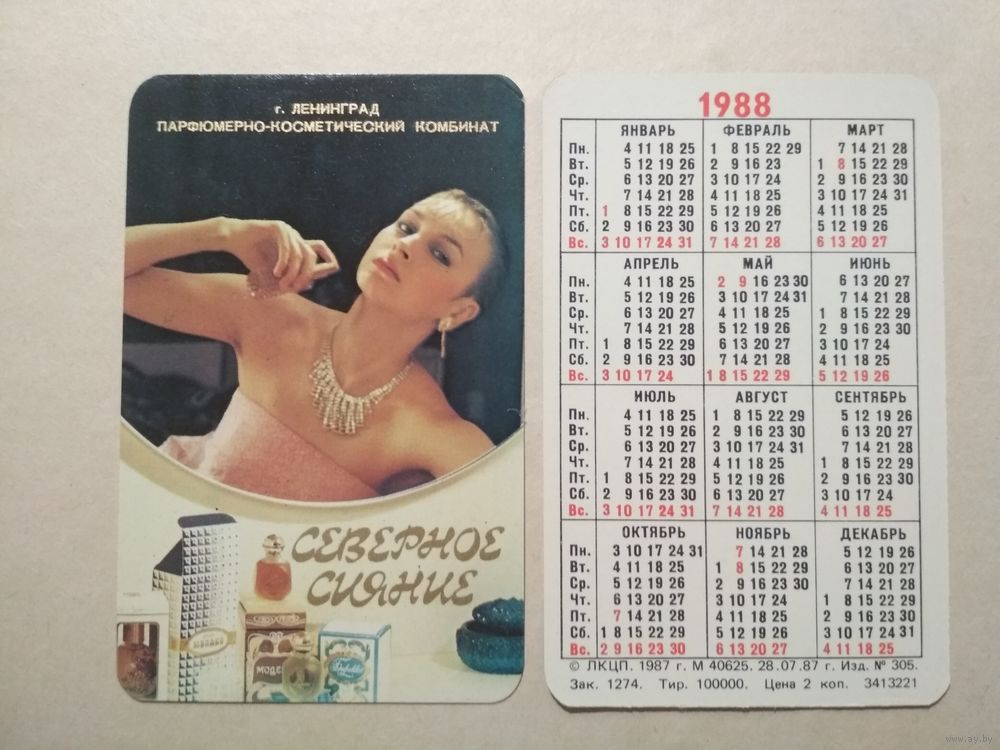 г. ЛЕНИНГРАД
ПАРФЮМЕРНО-КОСМЕТИЧЕСКИЙ КОМБИНАТ
СЕВЕРНОЕ
СИЯНИЕ
1988
ЯНВАРЬ ФЕВРАЛЬ МАРТ
Пн. 4 11 18 25 1 8 15 22 29 7 14 21 28
Вт. 5 12 19 26 2 9 16 23 1 8 15 22 29
Ср. 6 13 20 27 3 10 17 24 2 9 16 23 30
Чт. 7 14 21 28 4 11 18 25 3 10 17 24 31
Пт. 1 8 15 22 29 5 12 19 26 4 11 18 25
Сб. 2 9 16 23 30 6 13 20 27 5 12 19 26
Вс. 3 10 17 24 31 7 14 21 28 6 13 20 27
АПРЕЛЬ МАЙ ИЮНЬ
Пн. 4 11 18 25 2 9 16 23 30 6 13 20 27
Вт. 5 12 19 26 3 10 17 24 31 7 14 21 28
Ср. 6 13 20 27 4 11 18 25 1 8 15 22 29
Чт. 7 14 21 28 5 12 19 26 2 9 16 23 30
Пт. 1 8 15 22 29 6 13 20 27 3 10 17 24
Сб. 2 9 16 23 30 7 14 21 28 4 11 18 25
Вс. 3 10 17 24 1 8 15 22 29 5 12 19 26
ИЮЛЬ АВГУСТ СЕНТЯБРЬ
Пн. 4 11 18 25 1 8 15 22 29 5 12 19 26
Вт. 5 12 19 26 2 9 16 23 30 6 13 20 27
Ср. 6 13 20 27 3 10 17 24 31 7 14 21 28
Чт. 7 14 21 28 4 11 18 25 1 8 15 22 29
Пт. 1 8 15 22 29 5 12 19 26 2 9 16 23 30
Сб. 2 9 16 23 30 6 13 20 27 3 10 17 24
Вс. 3 10 17 24 31 7 14 21 28 4 11 18 25
ОКТЯБРЬ НОЯБРЬ ДЕКАБРЬ
Пн. 3 10 17 24 31 7 14 21 28 5 12 19 26
Вт. 4 11 18 25 1 8 15 22 29 6 13 20 27
Ср. 5 12 19 26 2 9 16 23 30 7 14 21 28
Чт. 6 13 20 27 3 10 17 24 1 8 15 22 29
Пт. 7 14 21 28 4 11 18 25 2 9 16 23 30
Сб. 1 8 15 22 29 5 12 19 26 3 10 17 24 31
Вс. 2 9 16 23 30 6 13 20 27 4 11 18 25
© ЛКЦП. 1987 г. М 40625. 28.07.87 г. Изд. № 305.
Зак. 1274. Тир. 100000. Цена 2 коп. 3413221
www.ay.by